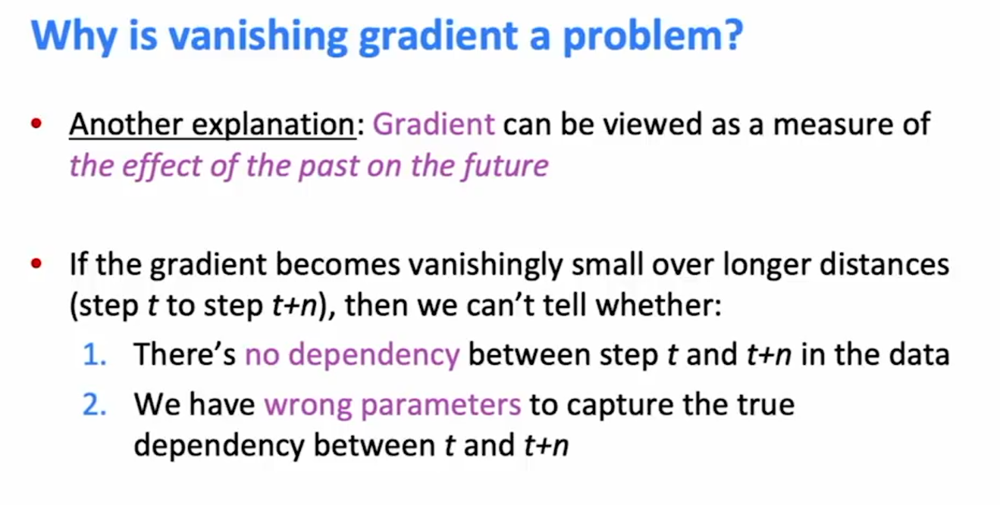 Why is vanishing gradient a problem?
• Another explanation: Gradient can be viewed as a measure of
the effect of the past on the future
• If the gradient becomes vanishingly small over longer distances
(step t to step t+n), then we can’t tell whether:
1. There’s no dependency between step t and t+n in the data
2. We have wrong parameters to capture the true
dependency between t and t+n